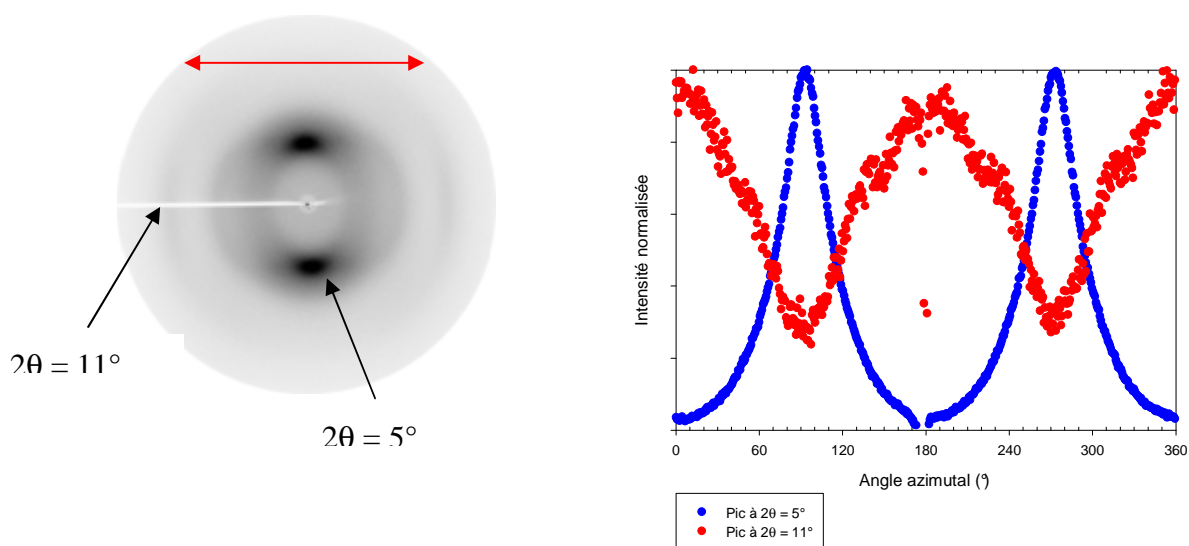 2θ = 11°
2θ = 5°
Intensité normalisée
0 60 120 180 240 300 360
Angle azimutal (°)
Pic à 2θ = 5°
Pic à 2θ = 11°